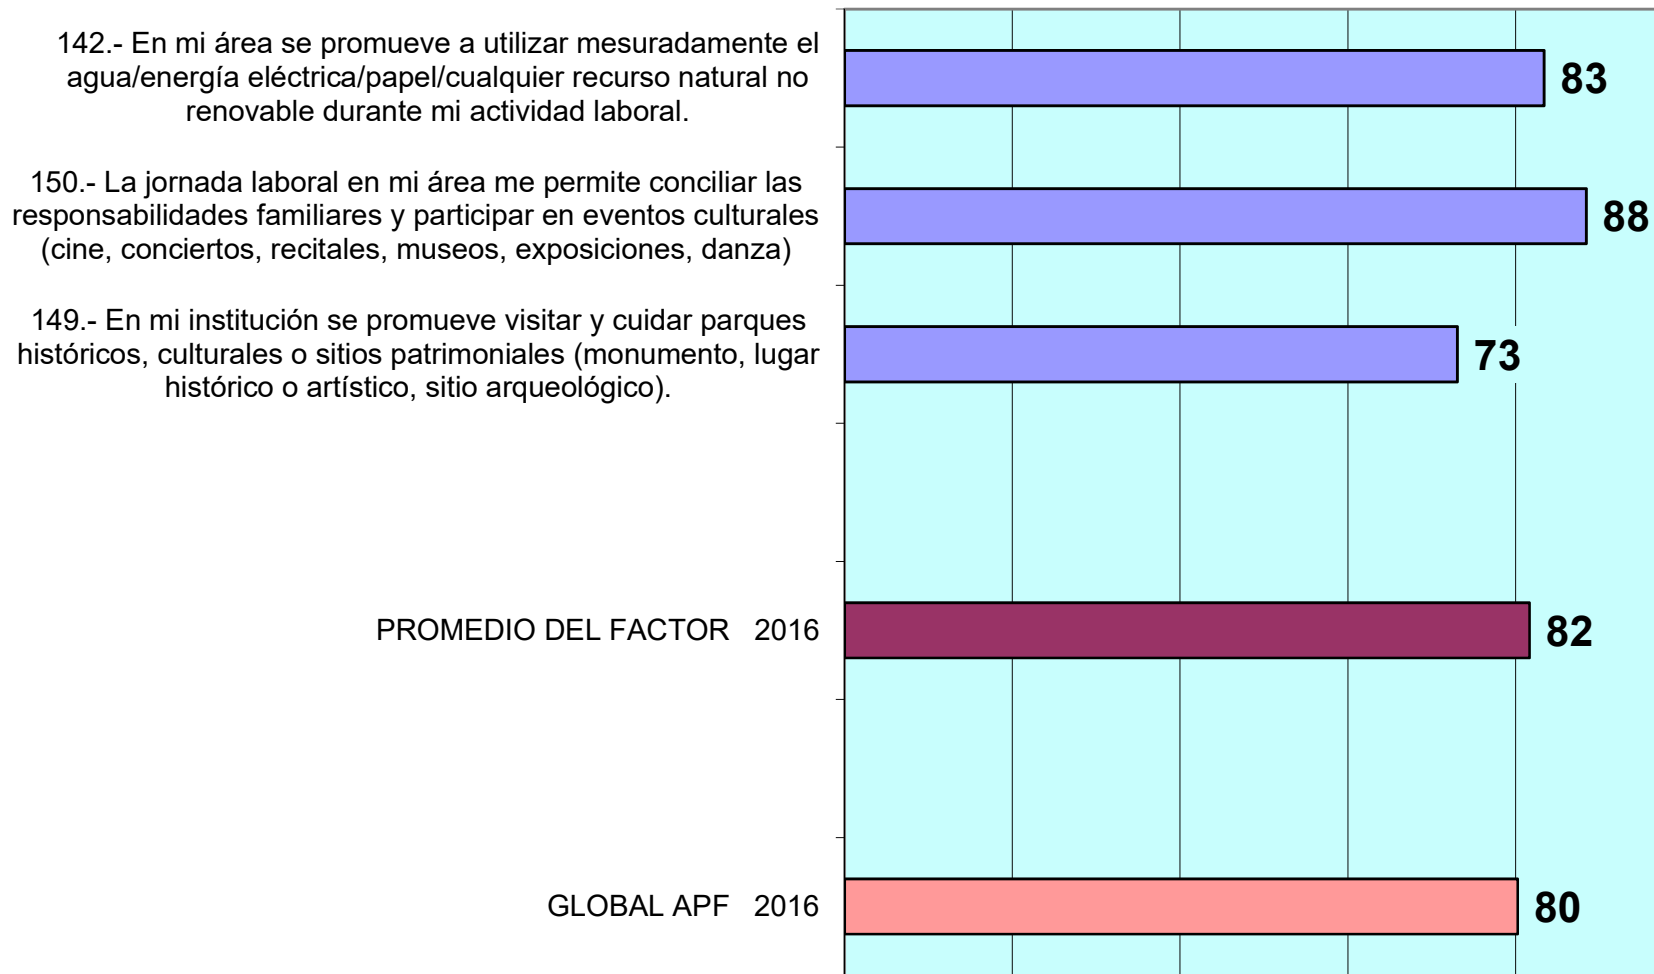 142.- En mi área se promueve a utilizar mesuradamente el
agua/energía eléctrica/papel/cualquier recurso natural no
renovable durante mi actividad laboral.
83
150.- La jornada laboral en mi área me permite conciliar las
responsabilidades familiares y participar en eventos culturales
(cine, conciertos, recitales, museos, exposiciones, danza)
88
149.- En mi institución se promueve visitar y cuidar parques
históricos, culturales o sitios patrimoniales (monumento, lugar
histórico o artístico, sitio arqueológico).
73
PROMEDIO DEL FACTOR 2016
82
GLOBAL APF 2016
80